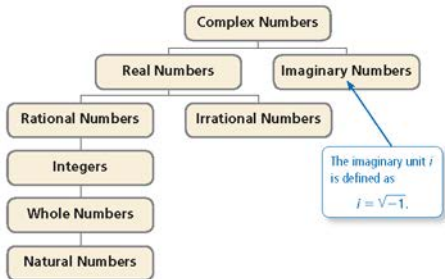 Complex Numbers
Real Numbers
Imaginary Numbers
Rational Numbers
Irrational Numbers
Integers
Whole Numbers
Natural Numbers
The imaginary unit i
is defined as
i = √−1.